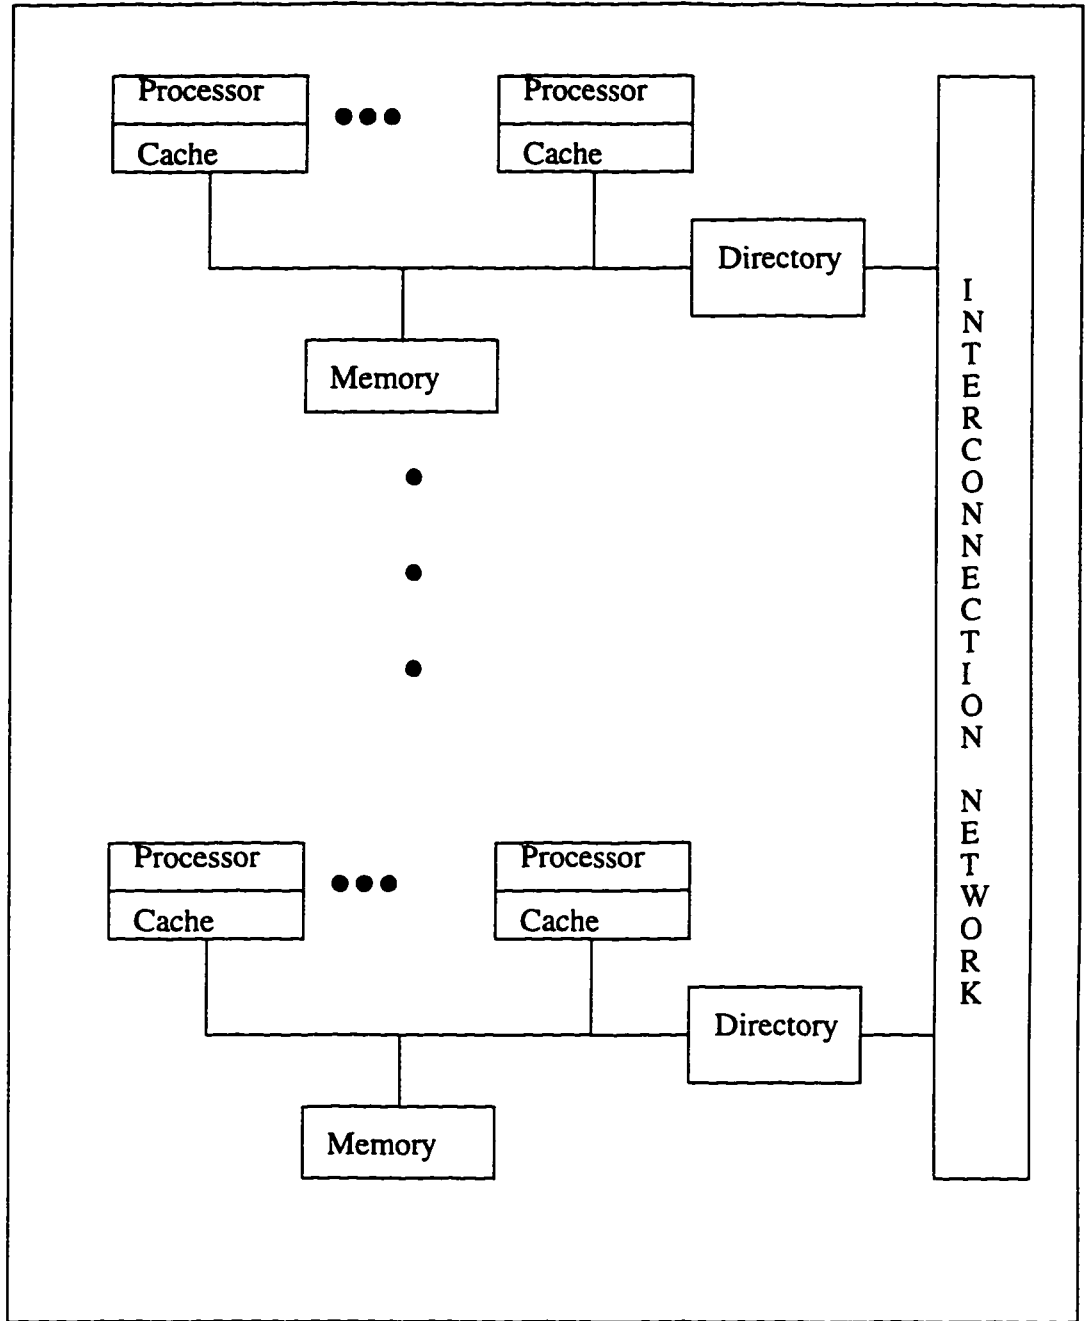 Processor
Cache
Processor
Cache
Directory
Memory
Processor
Cache
Processor
Cache
Directory
Memory
INTERCONNECTION NETWORK